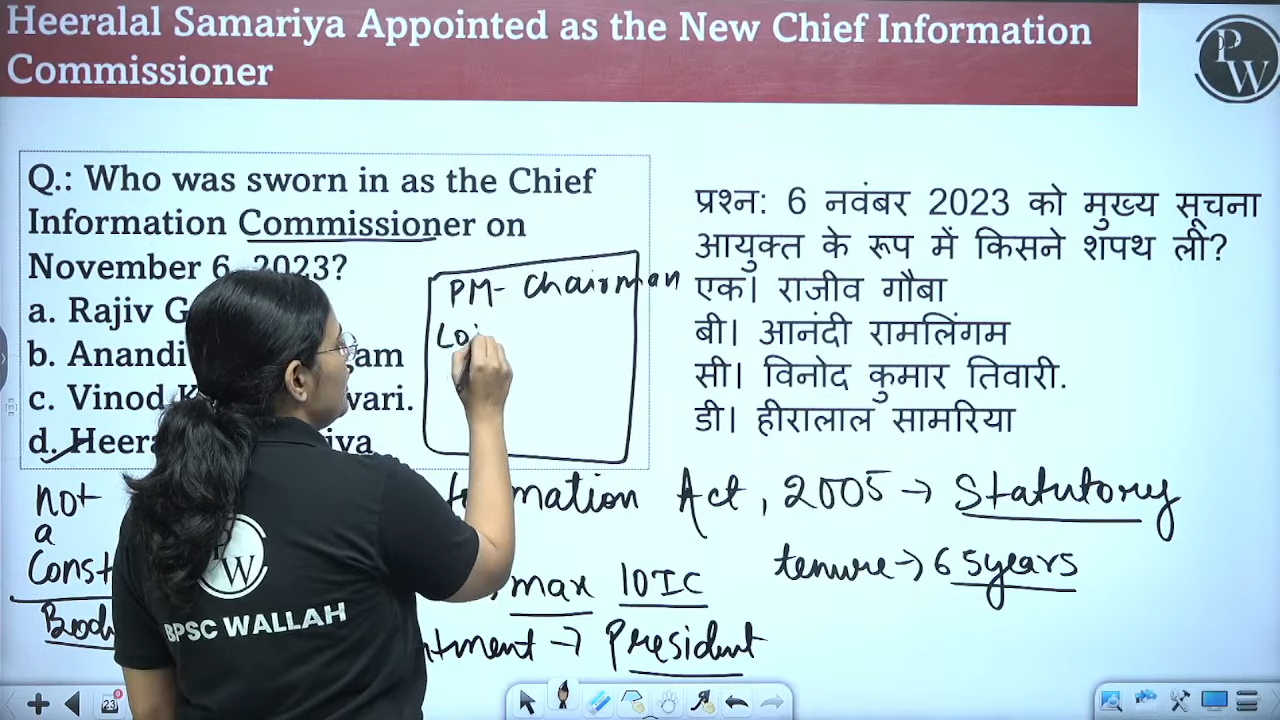 Heeralal Samariya Appointed as the New Chief Information
Commissioner
PW
Q.: Who was sworn in as the Chief
Information Commissioner on
November 6, 2023?
a. Rajiv G
b. Anandi am
c. Vinod K vari.
d. Heera iya
PM- Chairman
Lo
प्रश्न: 6 नवंबर 2023 को मुख्य सूचना
आयुक्त के रूप में किसने शपथ ली?
एक। राजीव गौबा
बी। आनंदी रामलिंगम
सी। विनोद कुमार तिवारी.
डी। हीरालाल सामरिया
not
a
Const
Body
formation Act, 2005 → Statutory
tenure → 65years
max 10IC
ntment → President
PW
BPSC WALLAH
23